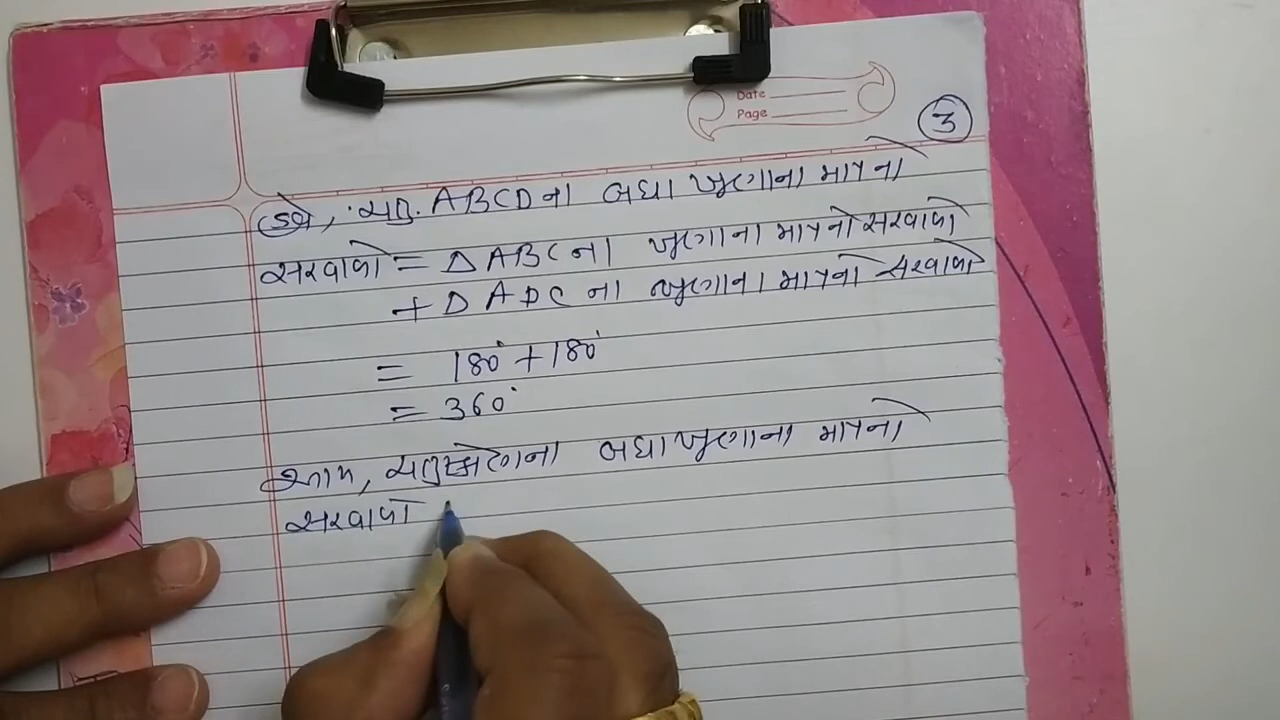 Date
Page
3
હવે, ચતુ. ABCD ના બધા ખૂણાના માપનો
સરવાળો = Δ ABC ના ખૂણાના માપનો સરવાળો
+ Δ ADC ના ખૂણાના માપનો સરવાળો
= 180° + 180°
= 360°
આમ, ચતુષ્કોણના બધા ખૂણાના માપનો
સરવાળો